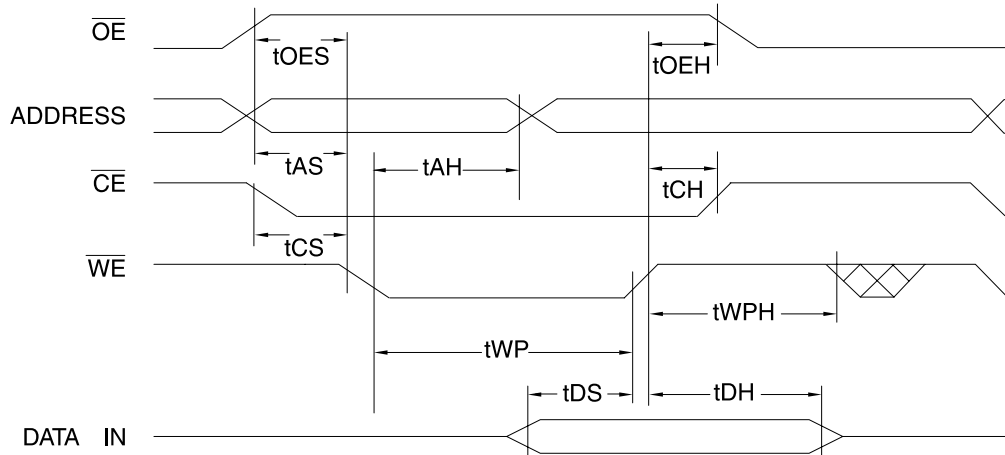 OE
tOES
tOEH
ADDRESS
tAS
tAH
tCH
CE
tCS
WE
tWPH
tWP
tDS
tDH
DATA IN